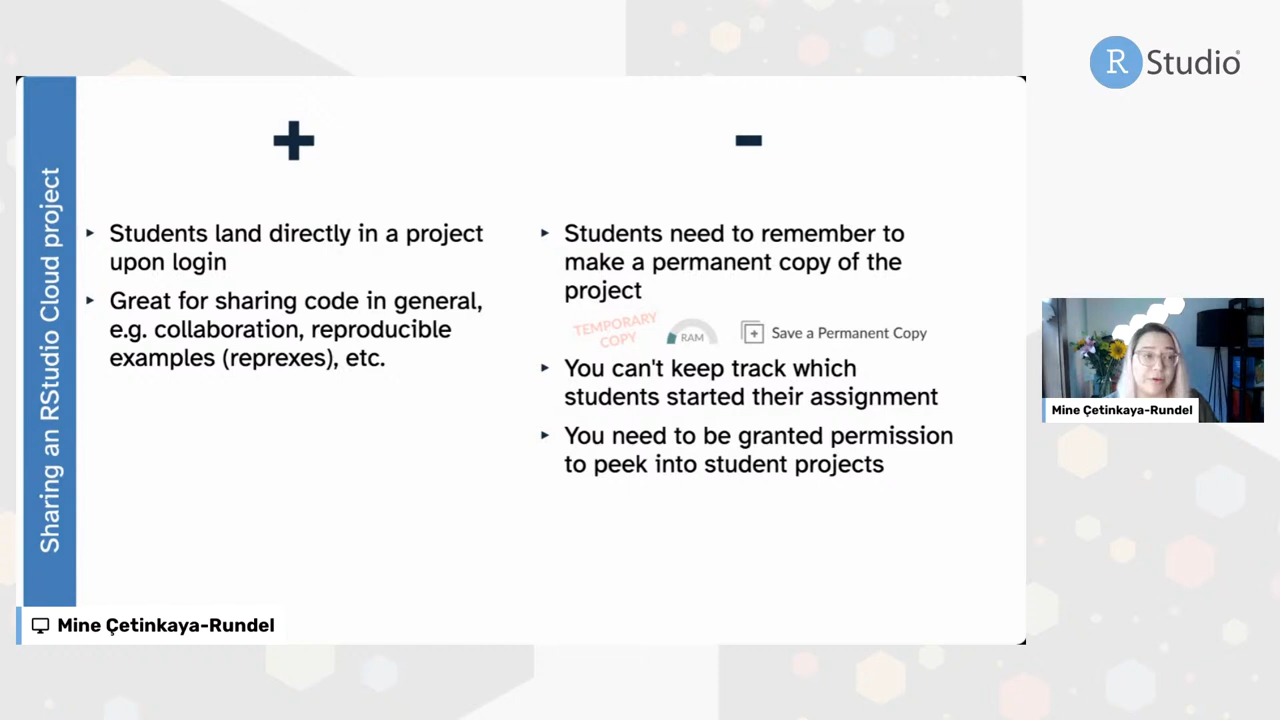 R Studio
Sharing an RStudio Cloud project
+
-
‣ Students land directly in a project
upon login
‣ Great for sharing code in general,
e.g. collaboration, reproducible
examples (reprexes), etc.
‣ Students need to remember to
make a permanent copy of the
project
TEMPORARY
COPY
RAM
Save a Permanent Copy
‣ You can't keep track which
students started their assignment
‣ You need to be granted permission
to peek into student projects
Mine Çetinkaya-Rundel
Mine Çetinkaya-Rundel